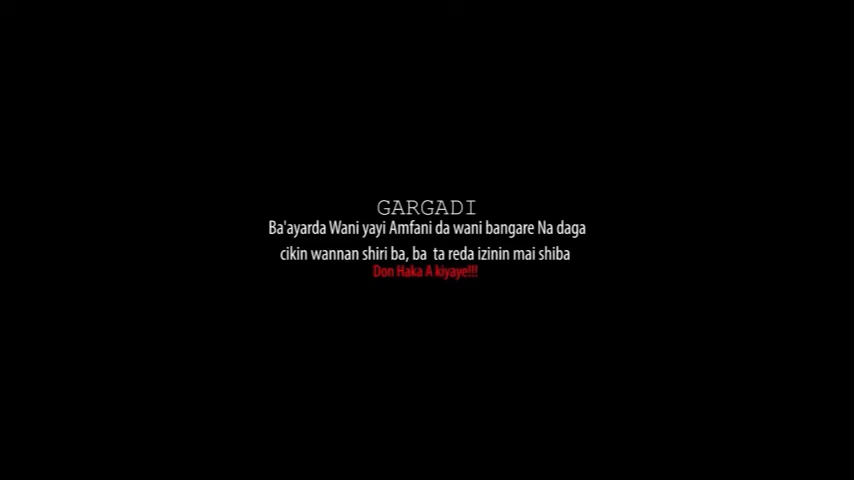 GARGADI
Ba'ayarda Wani yayi Amfani da wani bangare Na daga
cikin wannan shiri ba, ba ta reda izinin mai shiba
Don Haka A kiyaye!!!